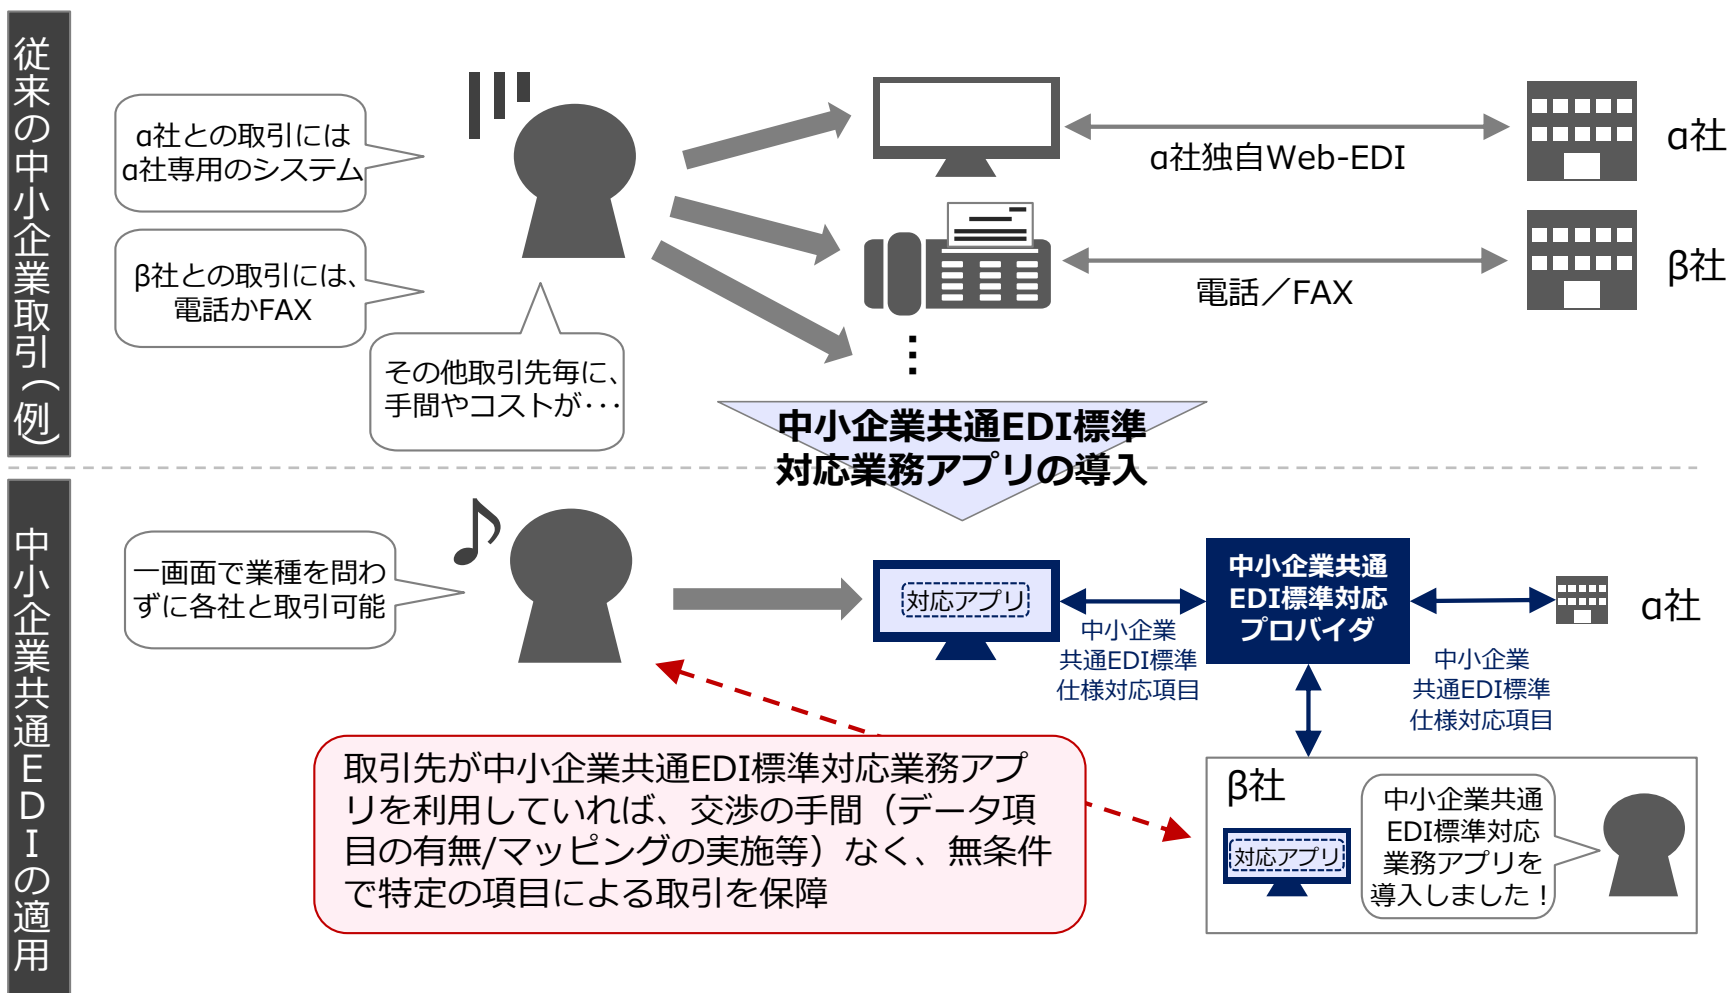 従来の中小企業取引（例）
α社との取引には
α社専用のシステム
β社との取引には、
電話かFAX
その他取引先毎に、
手間やコストが･･･
α社独自Web-EDI
α社
電話／FAX
β社
…
中小企業共通EDI標準
対応業務アプリの導入
中小企業共通EDIの適用
一画面で業種を問わ
ずに各社と取引可能
対応アプリ
中小企業
共通EDI標準
仕様対応項目
中小企業共通
EDI標準対応
プロバイダ
中小企業
共通EDI標準
仕様対応項目
α社
取引先が中小企業共通EDI標準対応業務アプ
リを利用していれば、交渉の手間（データ項
目の有無/マッピングの実施等）なく、無条件
で特定の項目による取引を保障
β社
対応アプリ
中小企業共通
EDI標準対応
業務アプリを
導入しました！